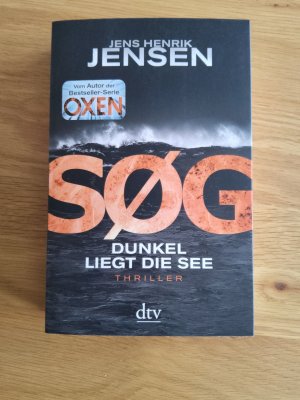 JENS HENRIK
JENSEN
Vom Autor der
Bestseller-Serie
OXEN
SØG
DUNKEL
LIEGT DIE SEE
THRILLER
dtv